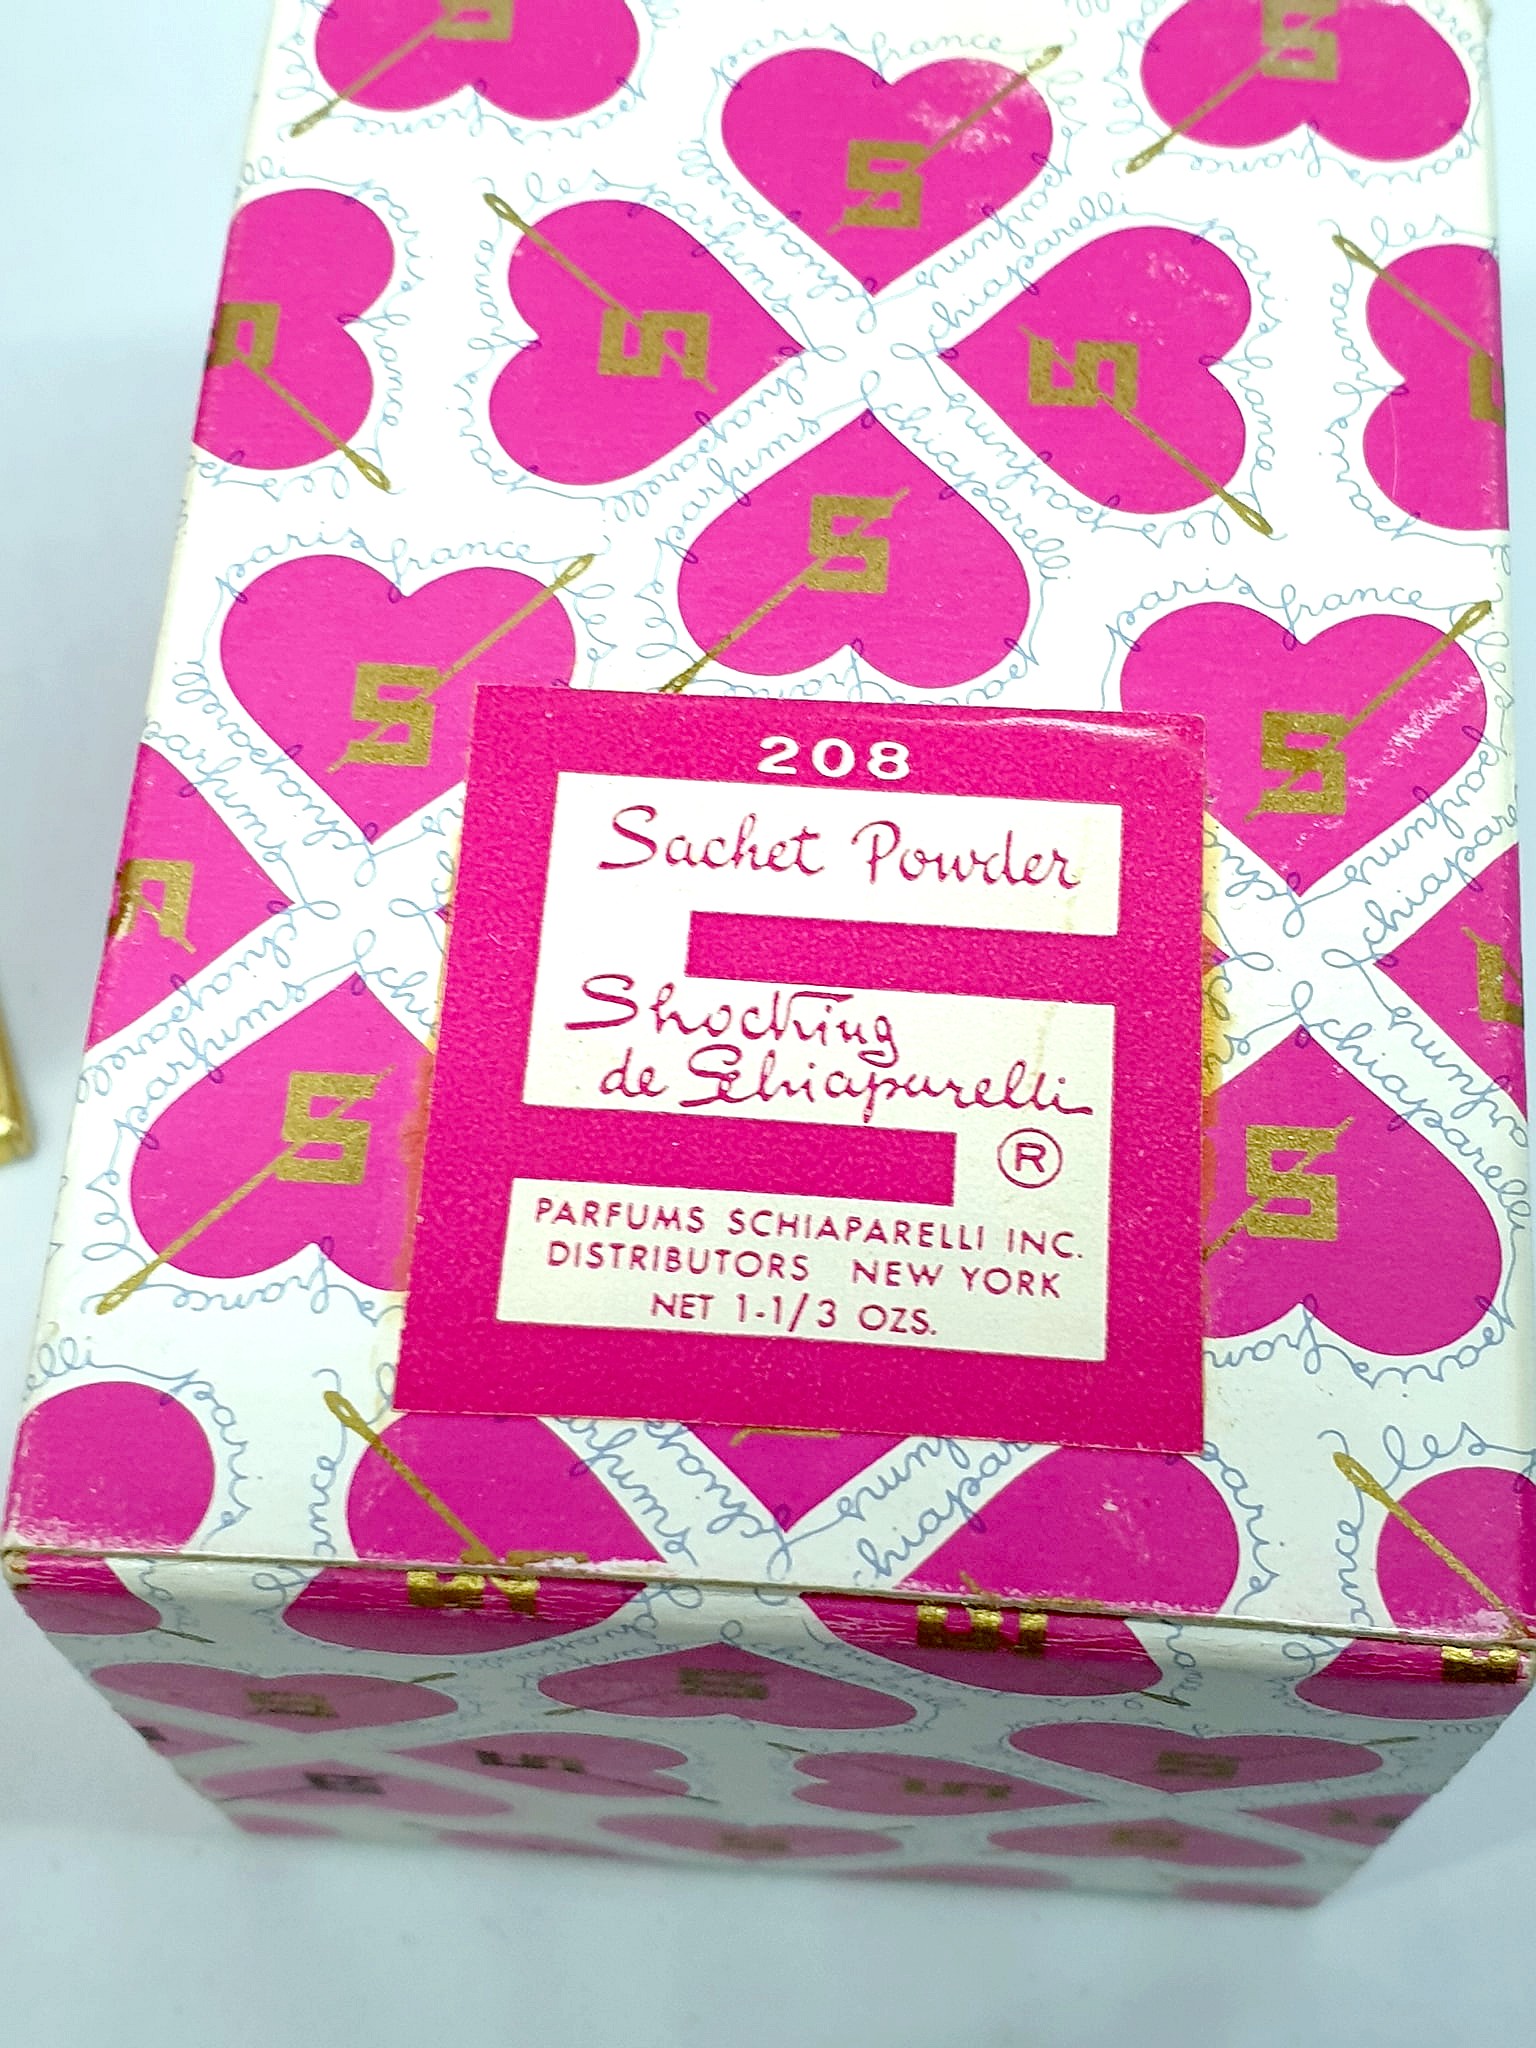 208
Sachet Powder
Shocking
de Schiaparelli
®
PARFUMS SCHIAPARELLI INC.
DISTRIBUTORS NEW YORK
NET 1-1/3 OZS.
les parfums schiaparelli paris france
S